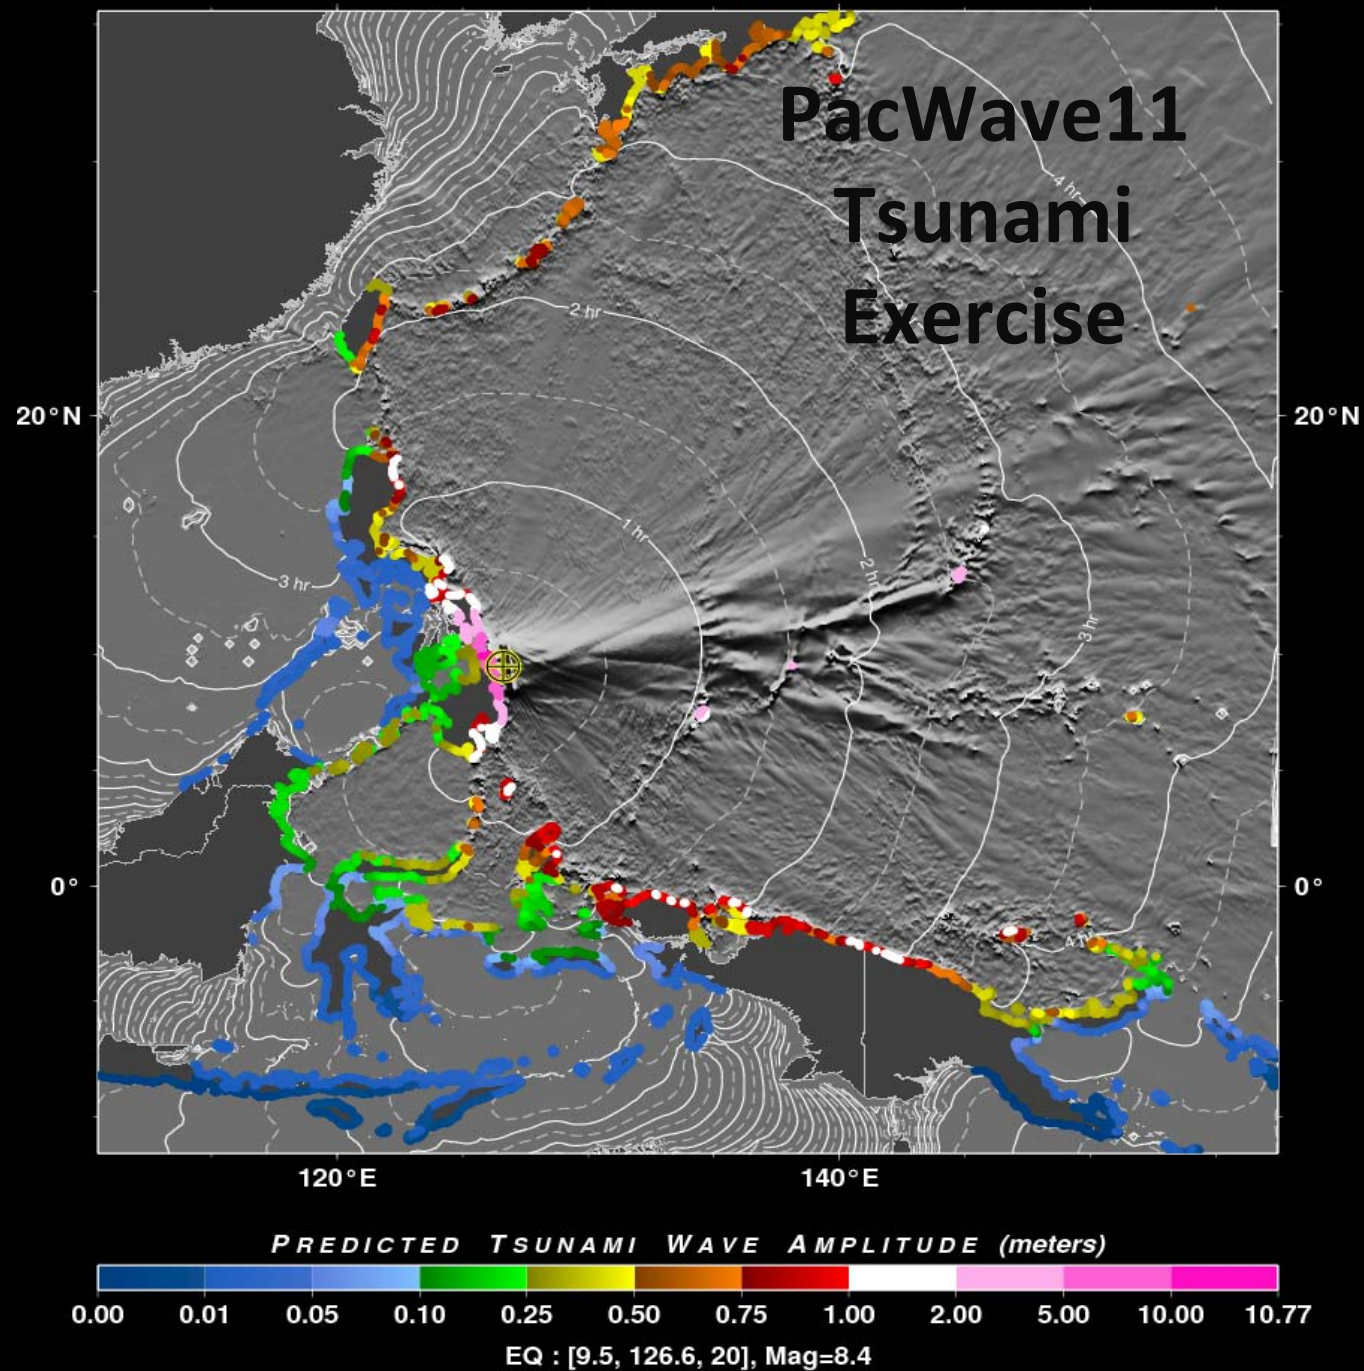 PacWave11
Tsunami
Exercise
4 hr
2 hr
20°N
20°N
1 hr
2 hr
3 hr
3 hr
0°
0°
120°E
140°E
PREDICTED TSUNAMI WAVE AMPLITUDE (meters)
0.00 0.01 0.05 0.10 0.25 0.50 0.75 1.00 2.00 5.00 10.00 10.77
EQ : [9.5, 126.6, 20], Mag=8.4